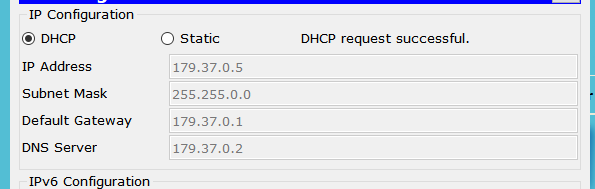 IP Configuration
DHCP Static DHCP request successful.
IP Address 179.37.0.5
Subnet Mask 255.255.0.0
Default Gateway 179.37.0.1
DNS Server 179.37.0.2
IPv6 Configuration